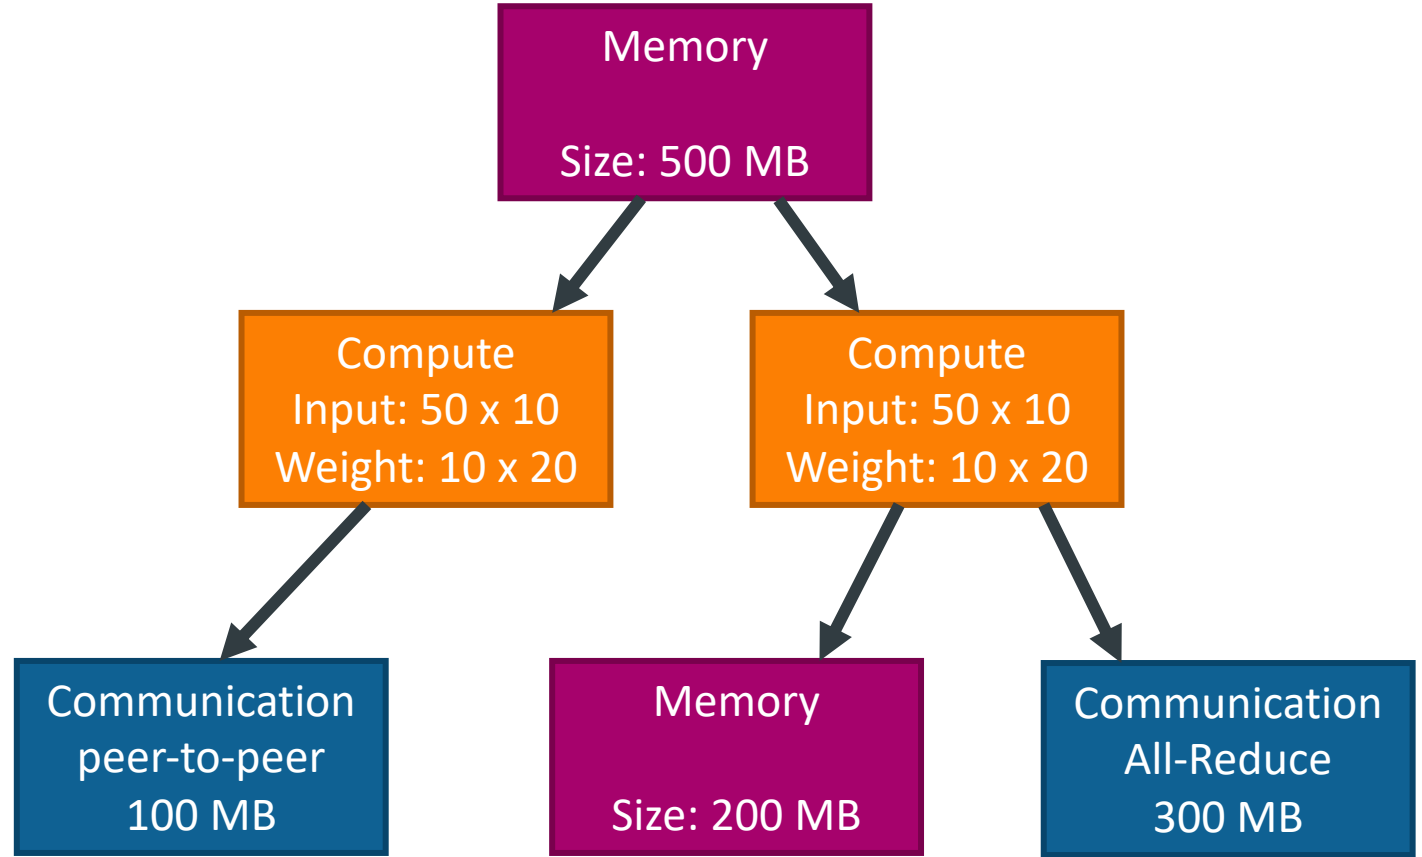 Memory
Size: 500 MB
Compute
Input: 50 x 10
Weight: 10 x 20
Compute
Input: 50 x 10
Weight: 10 x 20
Communication
peer-to-peer
100 MB
Memory
Size: 200 MB
Communication
All-Reduce
300 MB